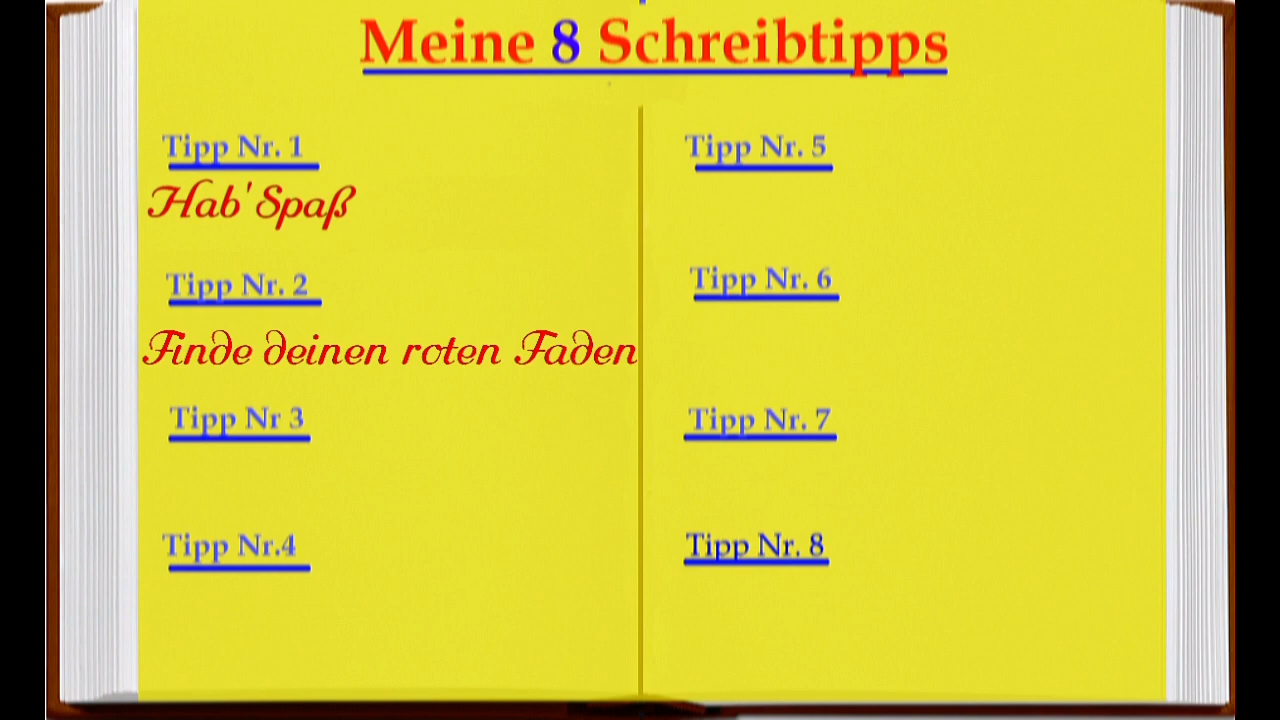 Meine 8 Schreibtipps
Tipp Nr. 1
Hab' Spaß
Tipp Nr. 2
Finde deinen roten Faden
Tipp Nr 3
Tipp Nr.4
Tipp Nr. 5
Tipp Nr. 6
Tipp Nr. 7
Tipp Nr. 8